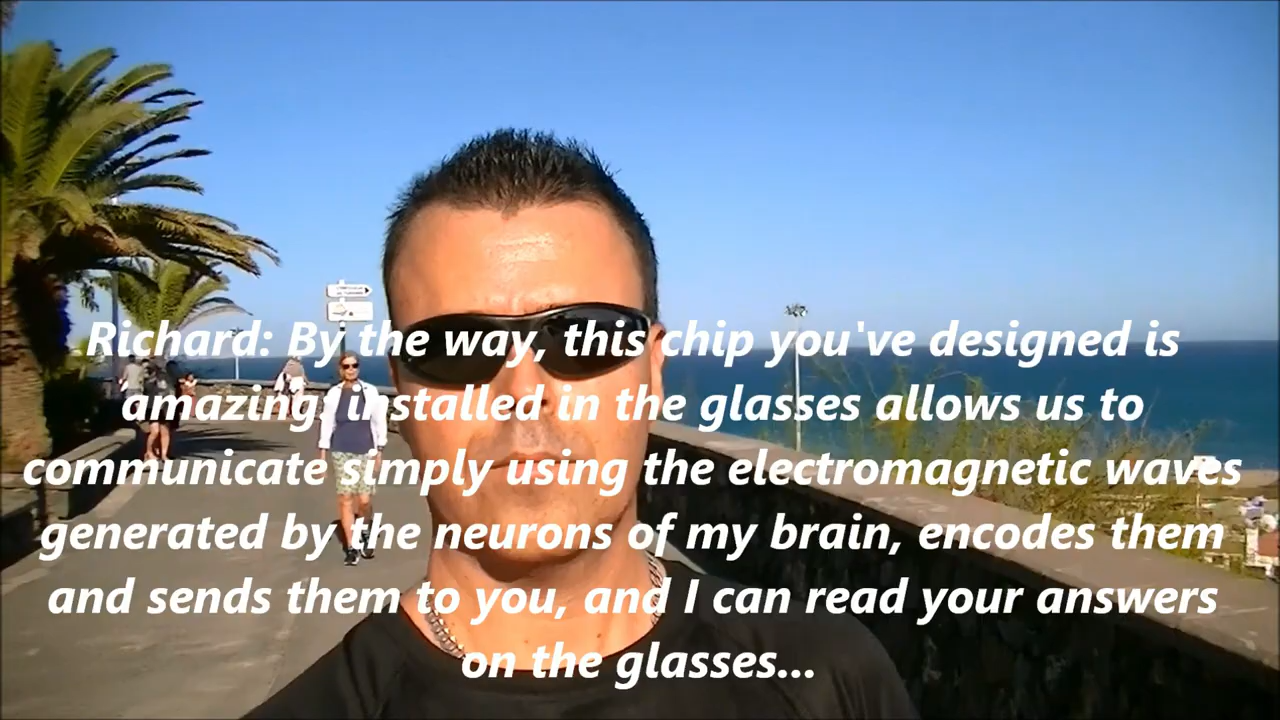 Richard: By the way, this chip you've designed is
amazing: installed in the glasses allows us to
communicate simply using the electromagnetic waves
generated by the neurons of my brain, encodes them
and sends them to you, and I can read your answers
on the glasses...